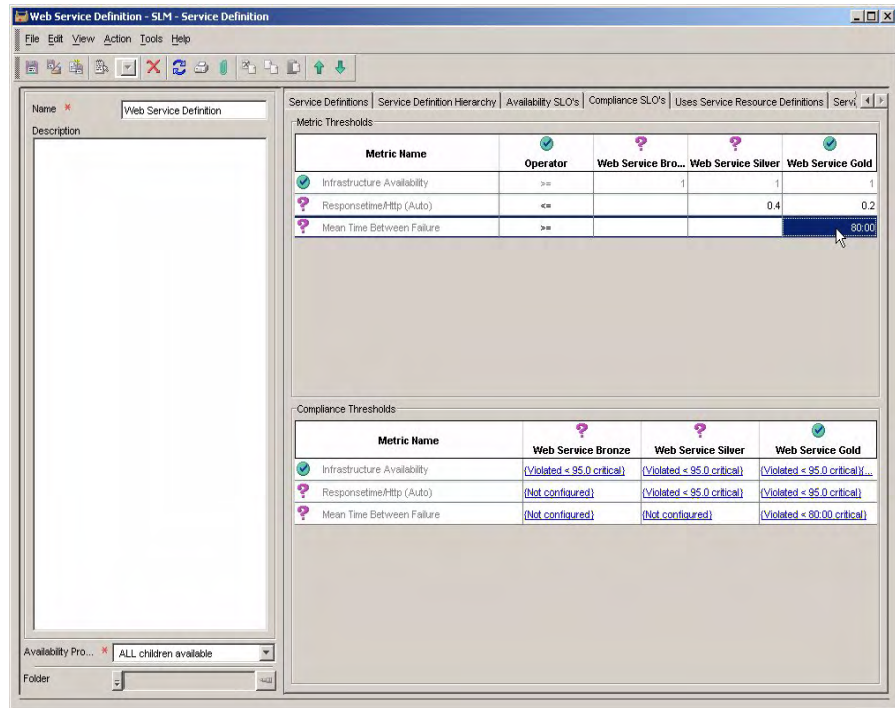 Web Service Definition - SLM - Service Definition
File Edit View Action Tools Help
Name *
Web Service Definition
Description
Availability Pro... *
ALL children available
Folder
Service Definitions Service Definition Hierarchy Availability SLO's Compliance SLO's Uses Service Resource Definitions Servi
Metric Thresholds
Metric Name Operator Web Service Bro... Web Service Silver Web Service Gold
Infrastructure Availability >= 1 1 1
Responsetime/Http (Auto) <= 0.4 0.2
Mean Time Between Failure >= 80:00
Compliance Thresholds
Metric Name Web Service Bronze Web Service Silver Web Service Gold
Infrastructure Availability {Violated < 95.0 critical} {Violated < 95.0 critical} {Violated < 95.0 critical}{...
Responsetime/Http (Auto) {Not configured} {Violated < 95.0 critical} {Violated < 95.0 critical}
Mean Time Between Failure {Not configured} {Not configured} {Violated < 80:00 critical}